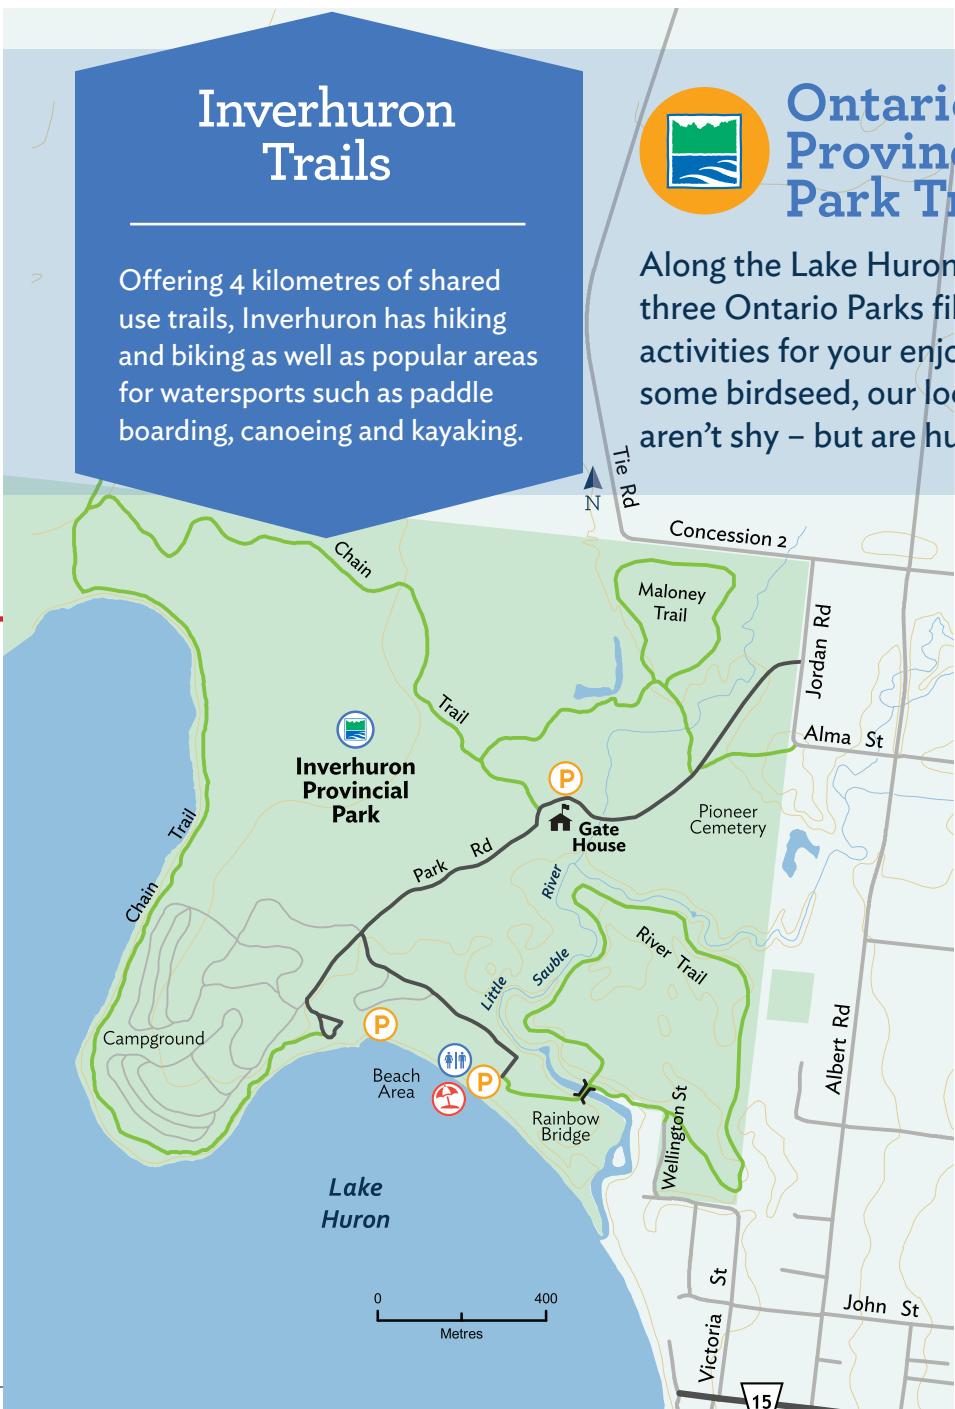 Inverhuron
Trails
Offering 4 kilometres of shared
use trails, Inverhuron has hiking
and biking as well as popular areas
for watersports such as paddle
boarding, canoeing and kayaking.
Ontari
Provin
Park Tr
Along the Lake Huron
three Ontario Parks fil
activities for your enjo
some birdseed, our loc
aren't shy – but are hu
N
Tie Rd
Concession 2
Chain
Maloney
Trail
Jordan Rd
Trail
Alma St
Inverhuron
Provincial
Park
P
Gate
House
Pioneer
Cemetery
Park Rd
Trail
Chain
River
Sauble
Little
River Trail
Campground
P
Beach
Area
P
Rainbow
Bridge
Wellington St
Albert Rd
Lake
Huron
0 400
Metres
Victoria St
John St
15